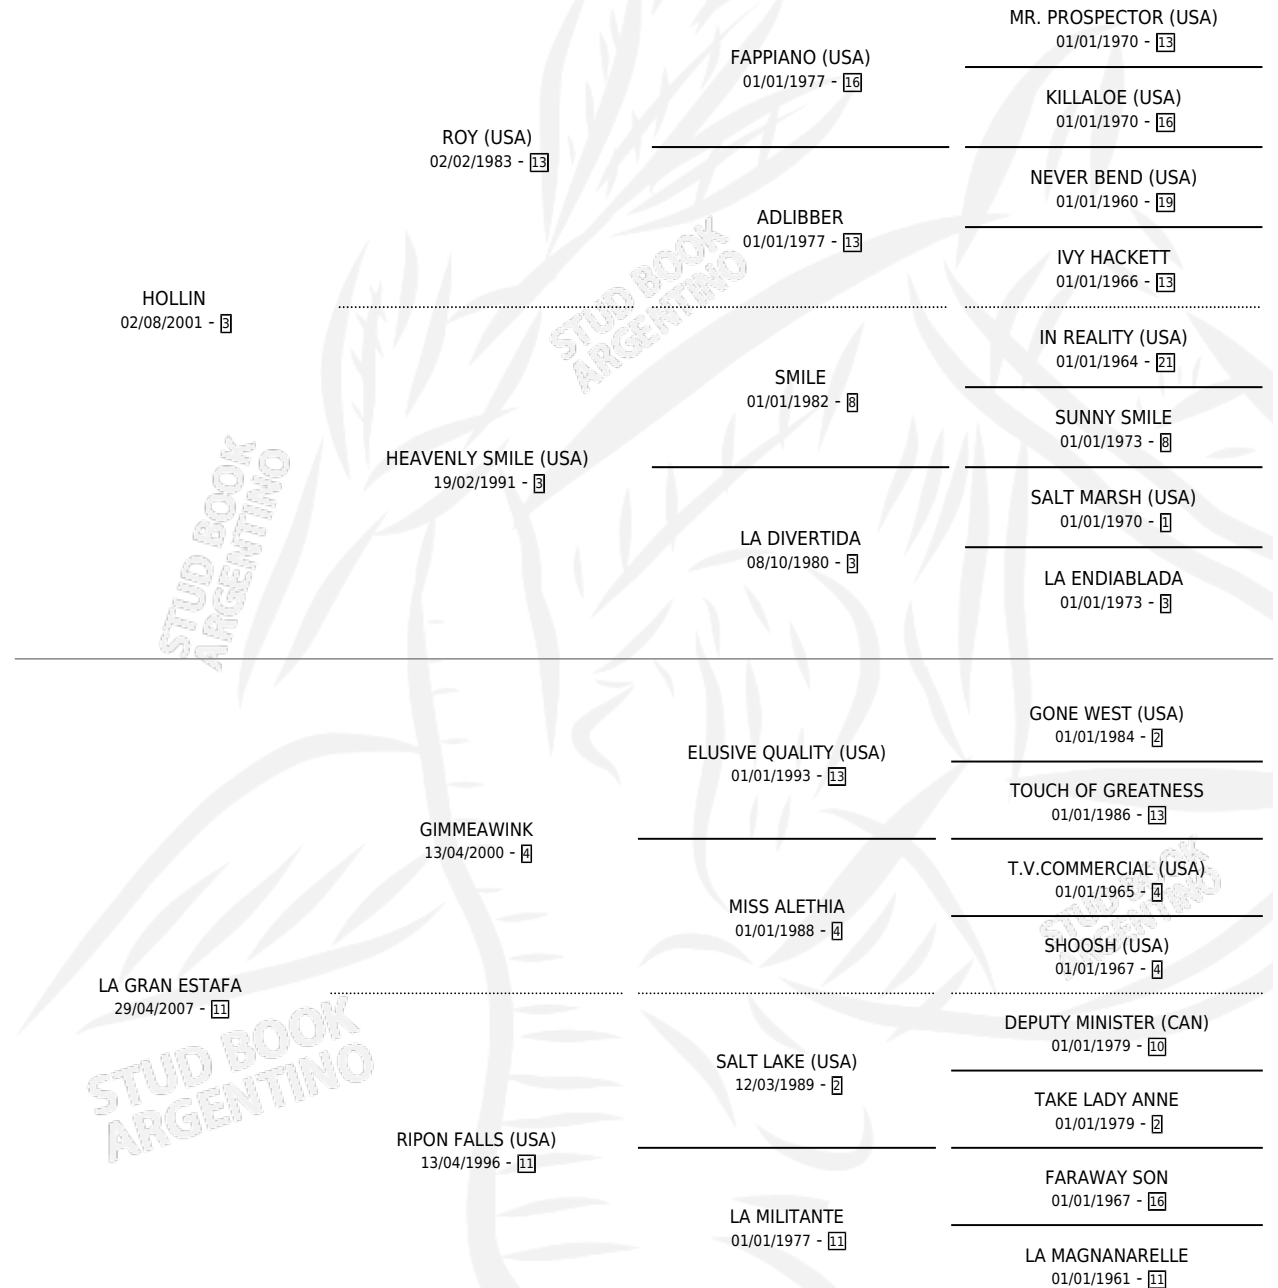 MR. PROSPECTOR (USA)
01/01/1970 - 13
FAPPIANO (USA)
01/01/1977 - 16
KILLALOE (USA)
01/01/1970 - 16
ROY (USA)
02/02/1983 - 13
NEVER BEND (USA)
01/01/1960 - 19
ADLIBBER
01/01/1977 - 13
IVY HACKETT
01/01/1966 - 13
HOLLIN
02/08/2001 - 3
IN REALITY (USA)
01/01/1964 - 21
SMILE
01/01/1982 - 8
SUNNY SMILE
01/01/1973 - 8
HEAVENLY SMILE (USA)
19/02/1991 - 3
SALT MARSH (USA)
01/01/1970 - 1
LA DIVERTIDA
08/10/1980 - 3
LA ENDIABLADA
01/01/1973 - 3
GONE WEST (USA)
01/01/1984 - 2
ELUSIVE QUALITY (USA)
01/01/1993 - 13
TOUCH OF GREATNESS
01/01/1986 - 13
GIMMEAWINK
13/04/2000 - 4
T.V.COMMERCIAL (USA)
01/01/1965 - 4
MISS ALETHIA
01/01/1988 - 4
SHOOSH (USA)
01/01/1967 - 4
LA GRAN ESTAFA
29/04/2007 - 11
DEPUTY MINISTER (CAN)
01/01/1979 - 10
SALT LAKE (USA)
12/03/1989 - 2
TAKE LADY ANNE
01/01/1979 - 2
RIPON FALLS (USA)
13/04/1996 - 11
FARAWAY SON
01/01/1967 - 16
LA MILITANTE
01/01/1977 - 11
LA MAGNANARELLE
01/01/1961 - 11
STUD BOOK
ARGENTINO
STUD BOOK
ARGENTINO
STUD BOOK
ARGENTINO
STUD BOOK
ARGENTINO